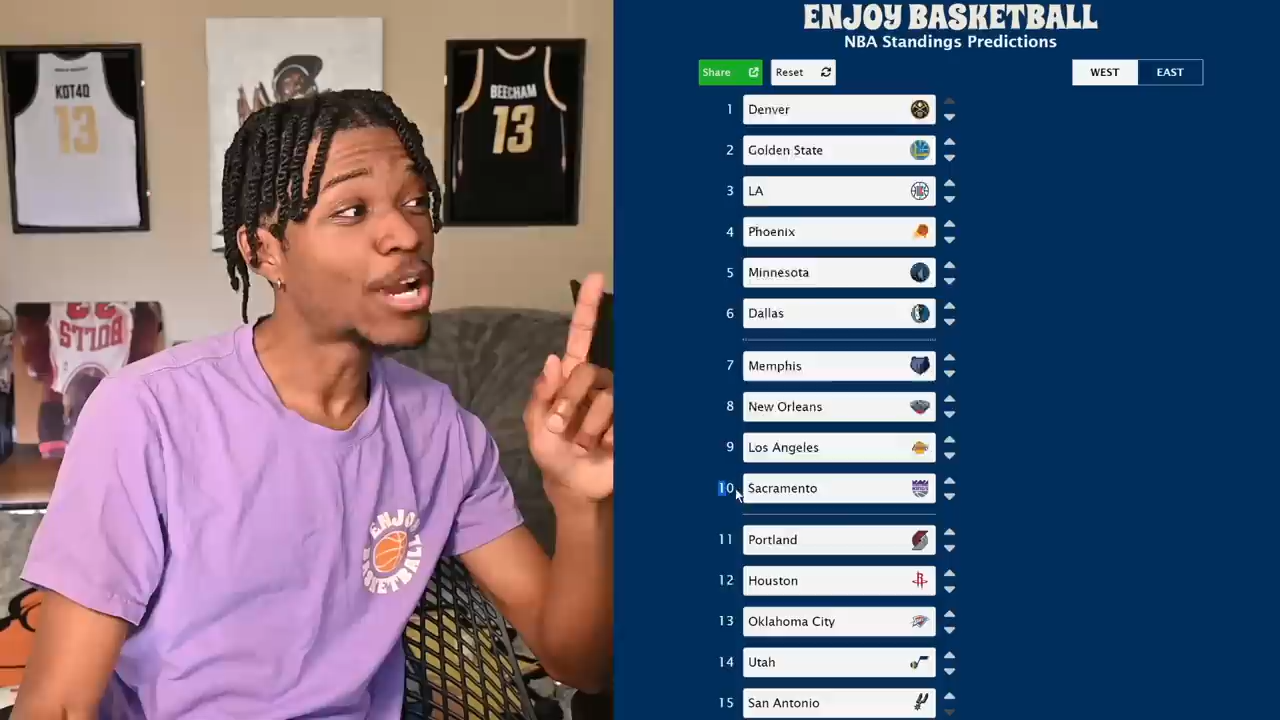 KOT4Q
13
BEECHAM
13
BULLS
ENJOY
BASKETBALL
ENJOY BASKETBALL
NBA Standings Predictions
Share
Reset
WEST
EAST
1 Denver
2 Golden State
3 LA
4 Phoenix
5 Minnesota
6 Dallas
7 Memphis
8 New Orleans
9 Los Angeles
10 Sacramento
11 Portland
12 Houston
13 Oklahoma City
14 Utah
15 San Antonio